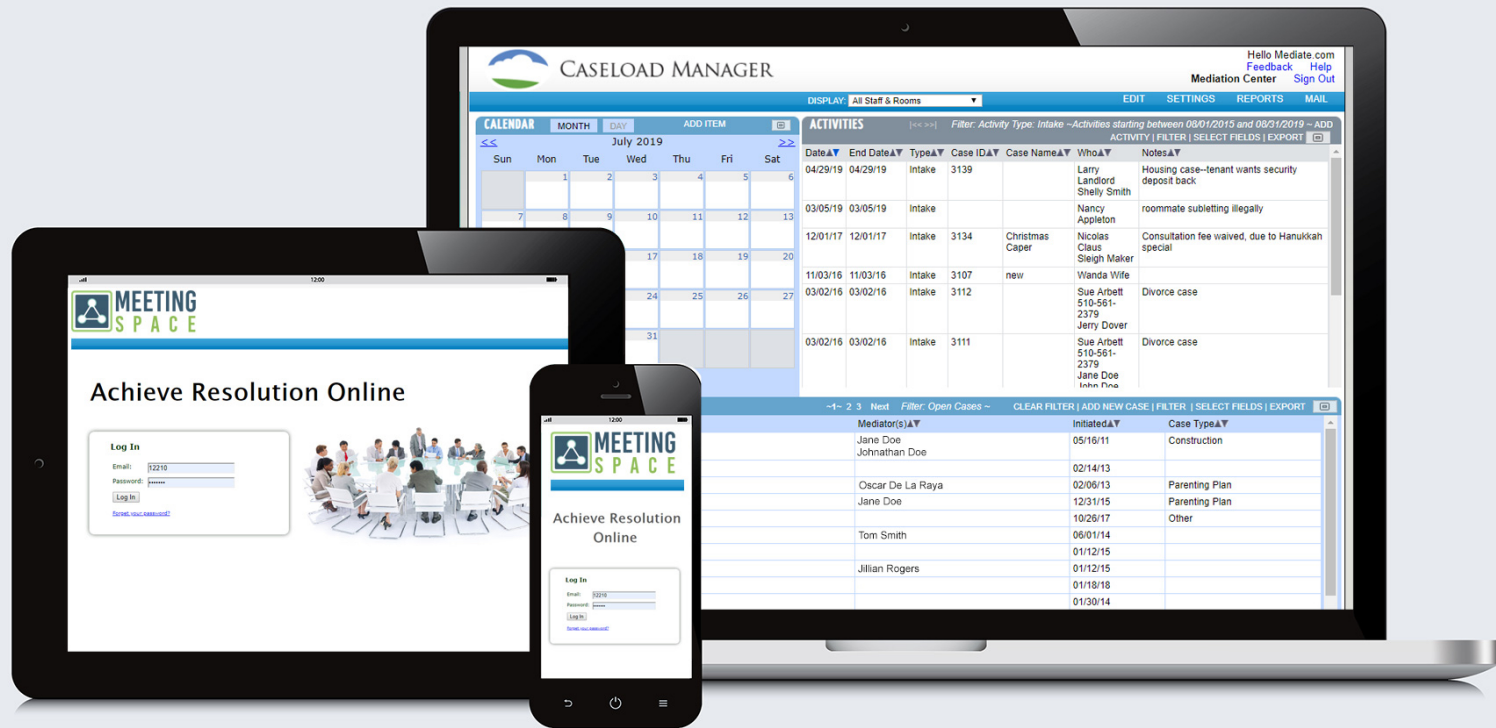 CASELOAD MANAGER
Hello Mediate.com
Feedback Help
Mediation Center Sign Out
DISPLAY: All Staff & Rooms
EDIT SETTINGS REPORTS MAIL
CALENDAR MONTH DAY ADD ITEM
<< July 2019 >>
Sun Mon Tue Wed Thu Fri Sat
1 2 3 4 5 6
7 8 9 10 11 12 13
17 18 19 20
24 25 26 27
31
ACTIVITIES |<< >>| Filter: Activity Type: Intake ~Activities starting between 08/01/2015 and 08/31/2019 ~ ADD
ACTIVITY | FILTER | SELECT FIELDS | EXPORT
Date▲▼ End Date▲▼ Type▲▼ Case ID▲▼ Case Name▲▼ Who▲▼ Notes▲▼
04/29/19 04/29/19 Intake 3139 Larry Housing case--tenant wants security
Landlord deposit back
Shelly Smith
03/05/19 03/05/19 Intake Nancy roommate subletting illegally
Appleton
12/01/17 12/01/17 Intake 3134 Christmas Nicolas Consultation fee waived, due to Hanukkah
Caper Claus special
Sleigh Maker
11/03/16 11/03/16 Intake 3107 new Wanda Wife
03/02/16 03/02/16 Intake 3112 Sue Arbett Divorce case
510-561-
2379
Jerry Dover
03/02/16 03/02/16 Intake 3111 Sue Arbett Divorce case
510-561-
2379
Jane Doe
John Doe
~1~ 2 3 Next Filter: Open Cases ~ CLEAR FILTER | ADD NEW CASE | FILTER | SELECT FIELDS | EXPORT
Mediator(s)▲▼ Initiated▲▼ Case Type▲▼
Jane Doe 05/16/11 Construction
Johnathan Doe
02/14/13
Oscar De La Raya 02/06/13 Parenting Plan
Jane Doe 12/31/15 Parenting Plan
10/26/17 Other
Tom Smith 06/01/14
01/12/15
Jillian Rogers 01/12/15
01/18/18
01/30/14
12:00
MEETING
SPACE
Achieve Resolution Online
Log In
Email: 12210
Password: •••••••
Log In
Forget your password?
12:00
MEETING
SPACE
Achieve Resolution
Online
Log In
Email: 12210
Password: •••••••
Log In
Forget your password?